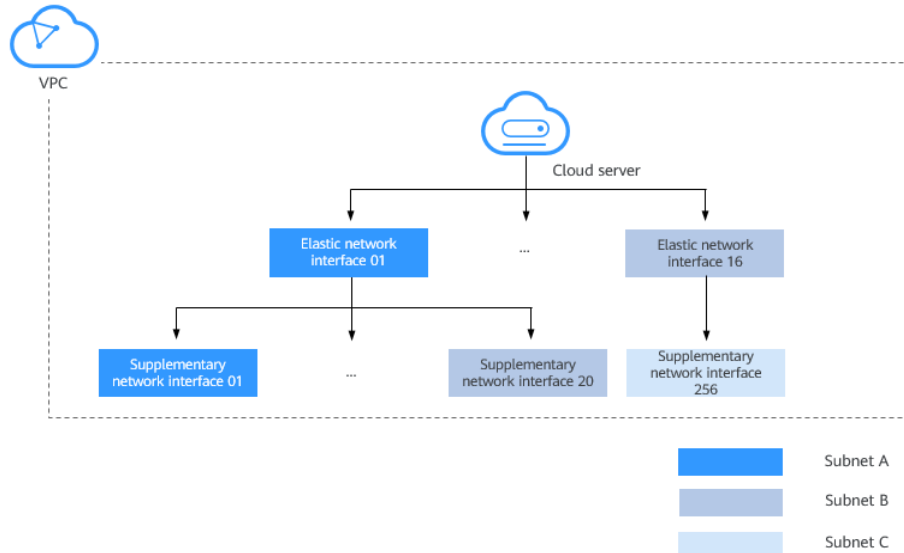 VPC
Cloud server
Elastic network
interface 01
...
Elastic network
interface 16
Supplementary
network interface 01
...
Supplementary
network interface 20
Supplementary
network interface
256
Subnet A
Subnet B
Subnet C